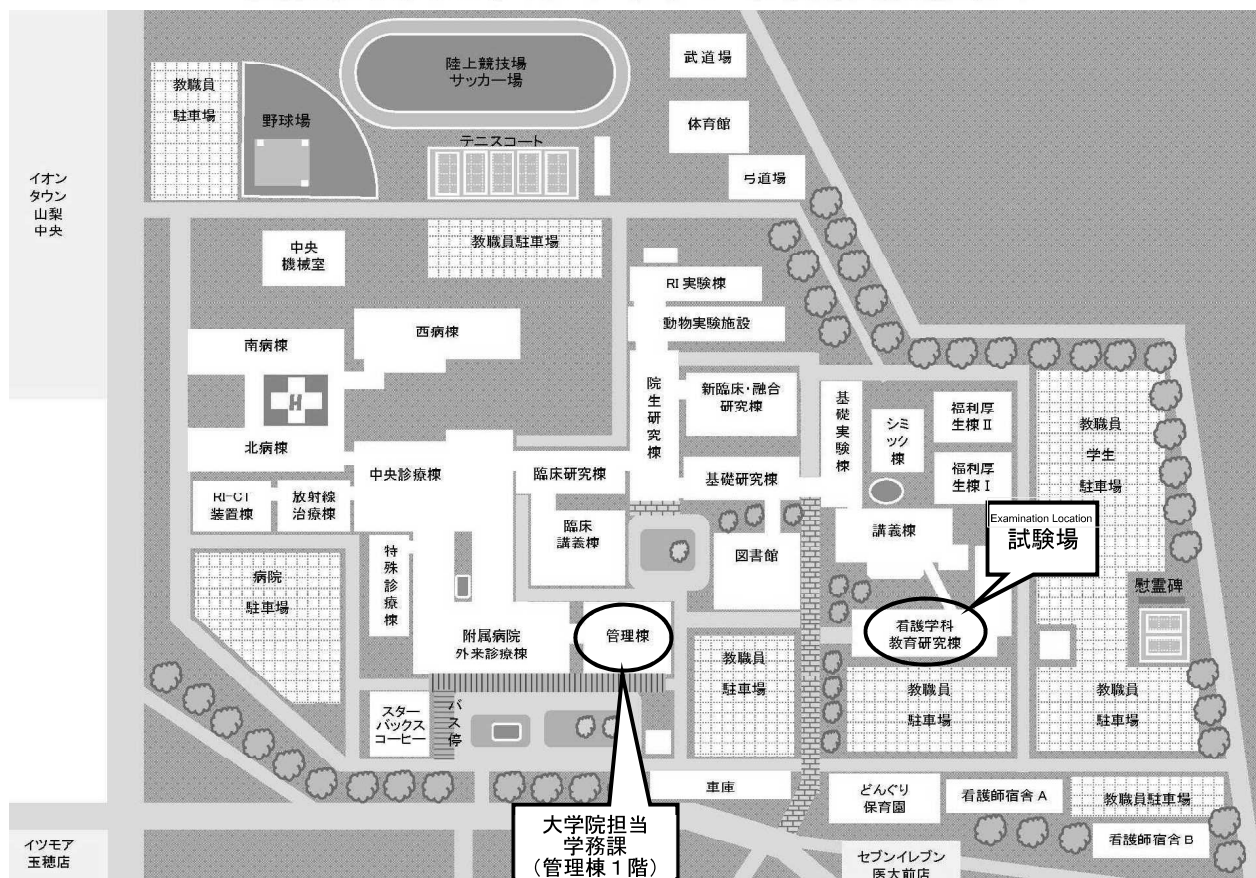 陸上競技場
サッカー場
武道場
教職員
駐車場
野球場
体育館
テニスコート
弓道場
イオン
タウン
山梨
中央
中央
機械室
教職員駐車場
RI 実験棟
動物実験施設
西病棟
南病棟
H
北病棟
院生研究棟
新臨床・融合
研究棟
基礎実験棟
シミック棟
福利厚
生棟Ⅱ
福利厚
生棟Ⅰ
教職員
学生
駐車場
中央診療棟
臨床研究棟
基礎研究棟
RI-CT
装置棟
放射線
治療棟
臨床
講義棟
講義棟
Examination Location
試験場
特殊診療棟
図書館
病院
駐車場
慰霊碑
附属病院
外来診療棟
管理棟
看護学科
教育研究棟
教職員
駐車場
教職員
駐車場
教職員
駐車場
スター
バックス
コーヒー
バス停
車庫
どんぐり
保育園
看護師宿舎 A
教職員駐車場
看護師宿舎 B
大学院担当
学務課
（管理棟１階）
イツモア
玉穂店
セブンイレブン
医大前店